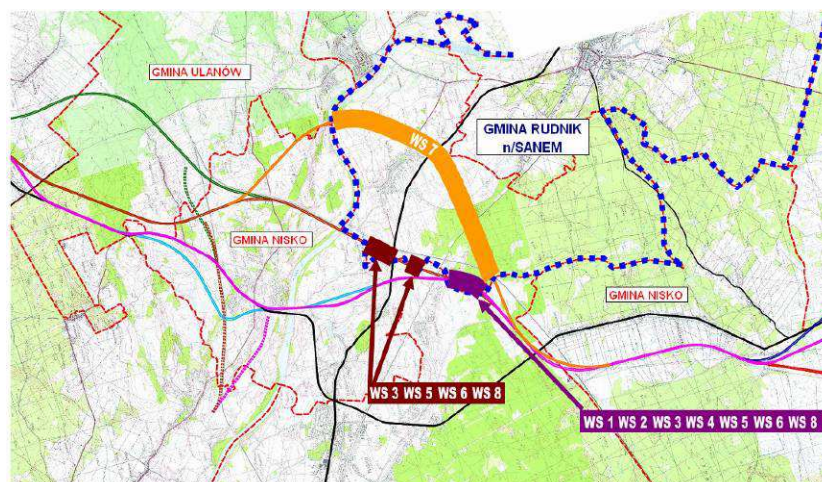 GMINA ULANÓW
GMINA RUDNIK
n/SANEM
WS 7
GMINA NISKO
GMINA NISKO
WS 3 WS 5 WS 6 WS 8
WS 1 WS 2 WS 3 WS 4 WS 5 WS 6 WS 8